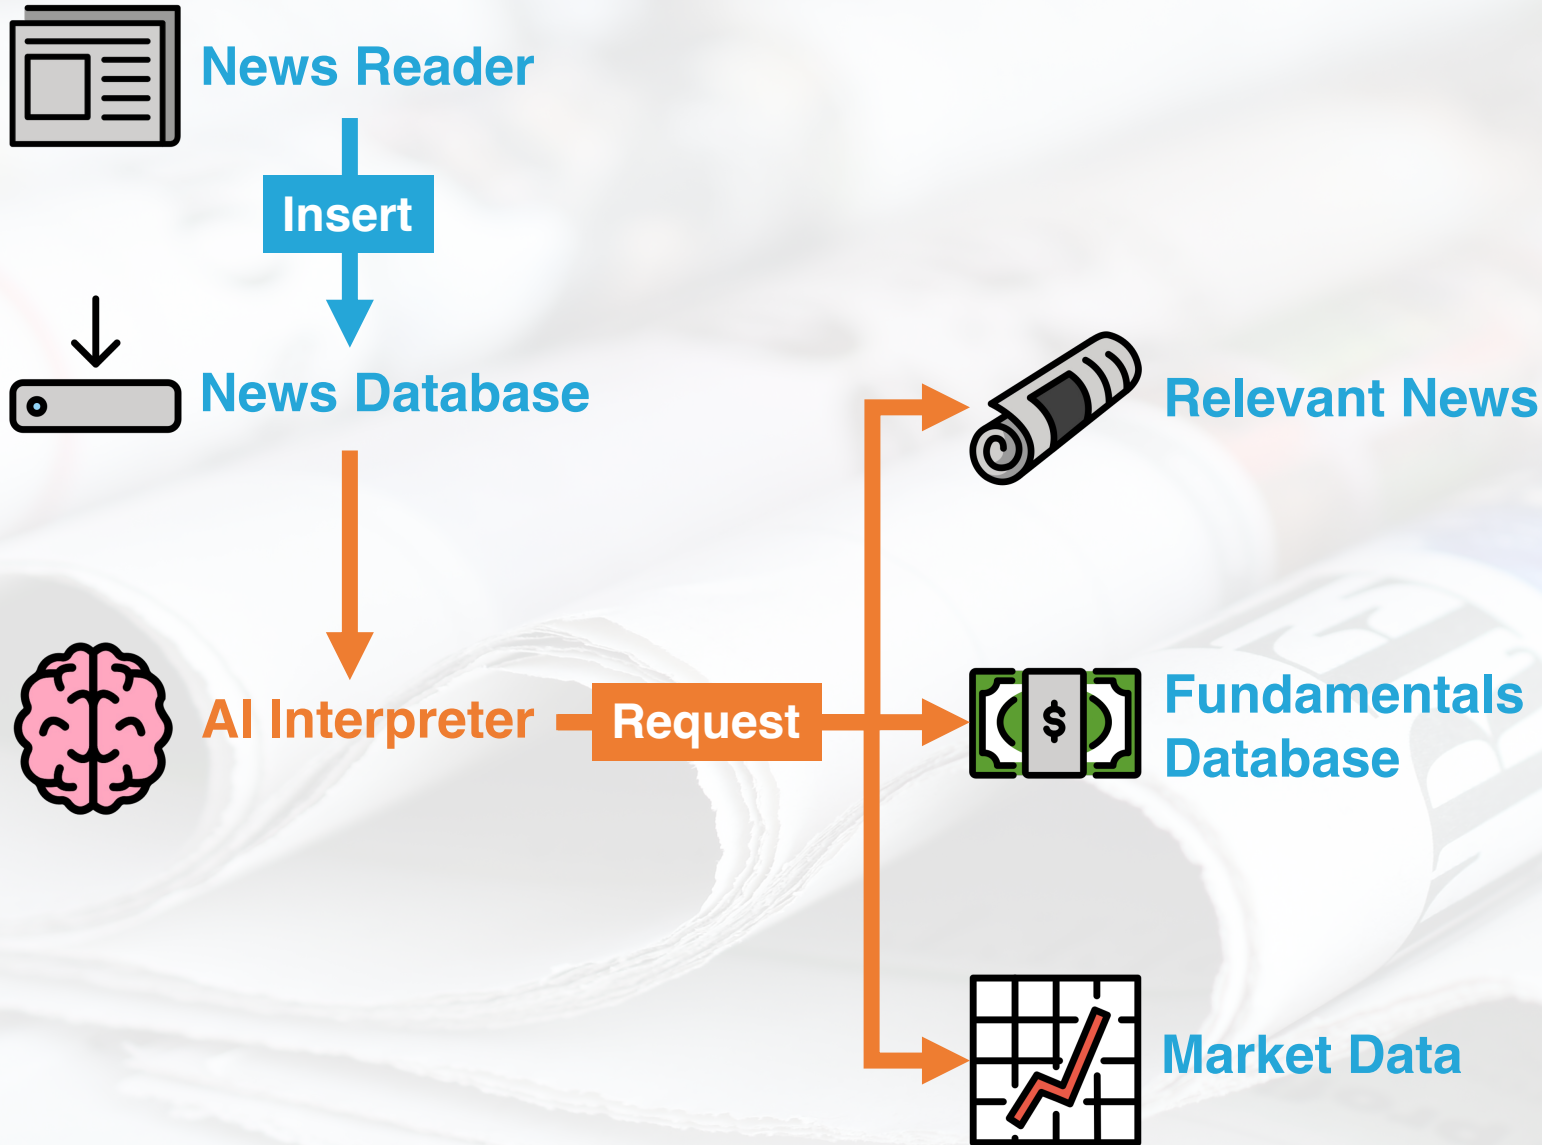 News Reader
Insert
News Database
Relevant News
AI Interpreter
Request
Fundamentals
Database
Market Data